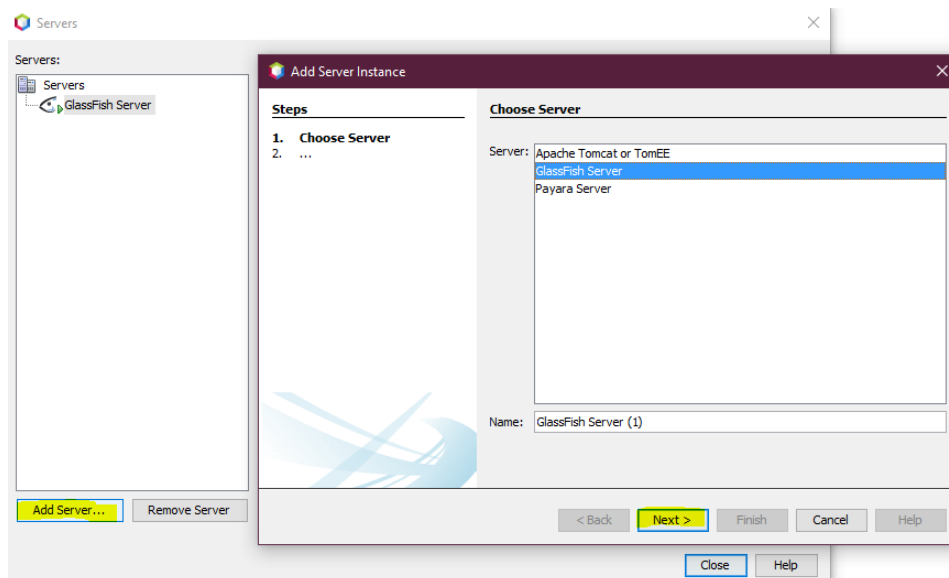 Servers
Servers:
Servers
GlassFish Server
Add Server...
Remove Server
Add Server Instance
Steps
1. Choose Server
2. ...
Choose Server
Server:
Apache Tomcat or TomEE
GlassFish Server
Payara Server
Name:
GlassFish Server (1)
< Back
Next >
Finish
Cancel
Help
Close
Help